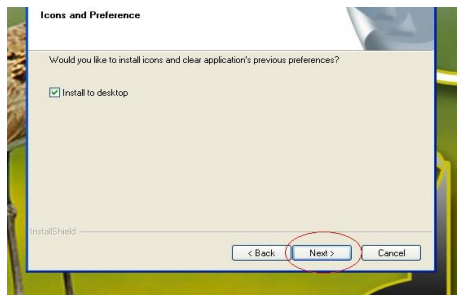 Icons and Preference
Would you like to install icons and clear application's previous preferences?
Install to desktop
InstallShield
< Back
Next >
Cancel